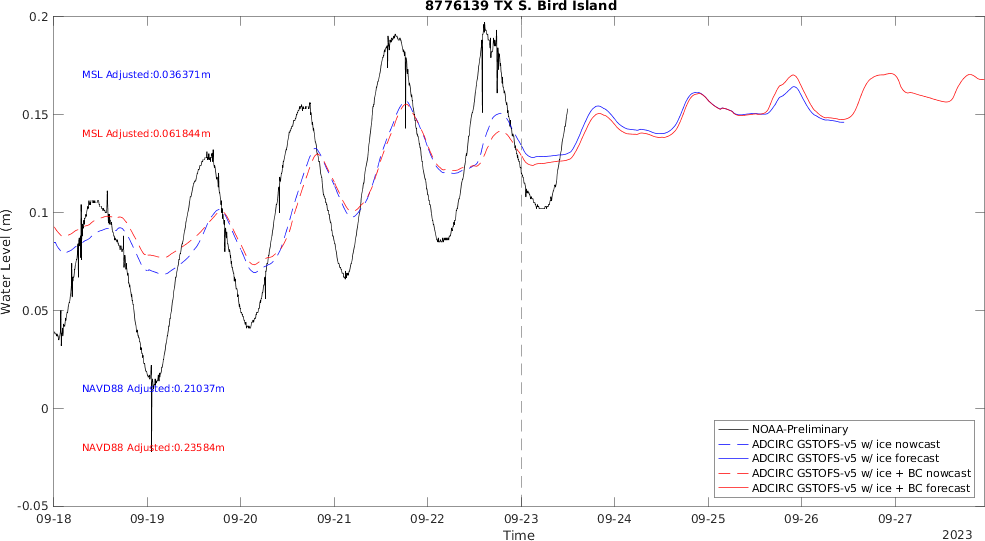 8776139 TX S. Bird Island
Water Level (m)
0.2
0.15
0.1
0.05
0
-0.05
MSL Adjusted:0.036371m
MSL Adjusted:0.061844m
NAVD88 Adjusted:0.21037m
NAVD88 Adjusted:0.23584m
NOAA-Preliminary
ADCIRC GSTOFS-v5 w/ ice nowcast
ADCIRC GSTOFS-v5 w/ ice forecast
ADCIRC GSTOFS-v5 w/ ice + BC nowcast
ADCIRC GSTOFS-v5 w/ ice + BC forecast
09-18 09-19 09-20 09-21 09-22 09-23 09-24 09-25 09-26 09-27
Time
2023